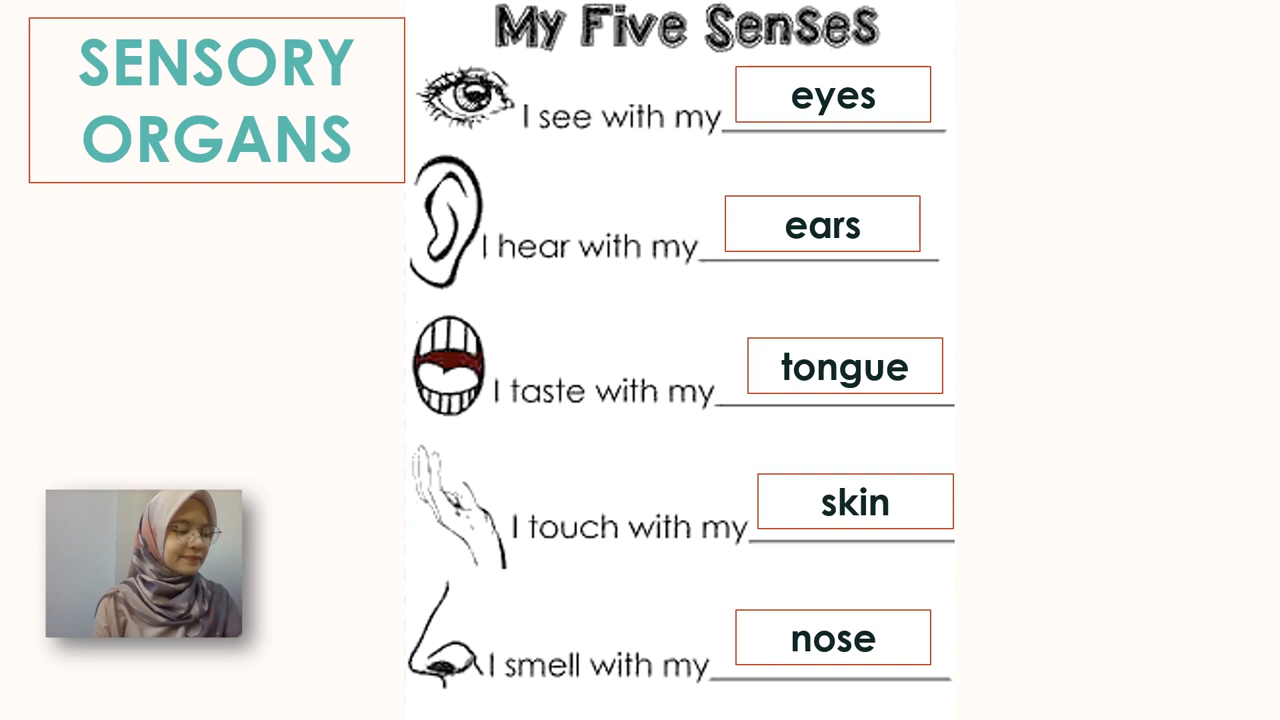 SENSORY
ORGANS
My Five Senses
I see with my eyes
I hear with my ears
I taste with my tongue
I touch with my skin
I smell with my nose